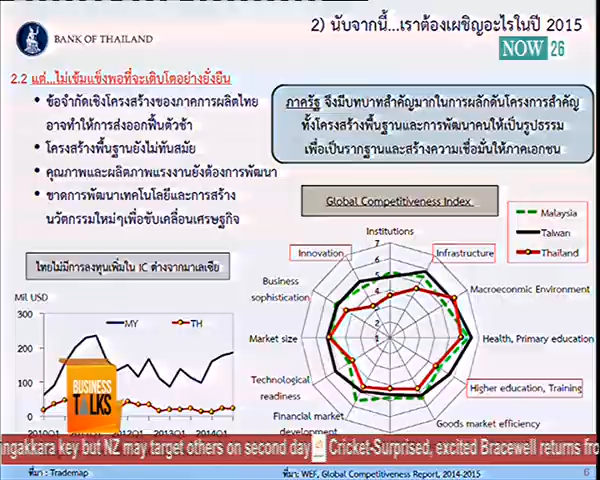 BANK OF THAILAND
2) นับจากนี้...เราต้องเผชิญอะไรในปี 2015
NOW 26
2.2 แต่...ไม่เข้มแข็งพอที่จะเติบโตอย่างยั่งยืน
• ข้อจำกัดเชิงโครงสร้างของภาคการผลิตไทย
อาจทำให้การส่งออกฟื้นตัวช้า
• โครงสร้างพื้นฐานยังไม่ทันสมัย
• คุณภาพและผลิตภาพแรงงานยังต้องการพัฒนา
• ขาดการพัฒนาเทคโนโลยีและการสร้าง
นวัตกรรมใหม่ๆเพื่อขับเคลื่อนเศรษฐกิจ
ภาครัฐ จึงมีบทบาทสำคัญมากในการผลักดันโครงการสำคัญ
ทั้งโครงสร้างพื้นฐานและการพัฒนาคนให้เป็นรูปธรรม
เพื่อเป็นรากฐานและสร้างความเชื่อมั่นให้ภาคเอกชน
Global Competitiveness Index
Malaysia
Taiwan
Thailand
Institutions
Infrastructure
Macroeconmic Environment
Health, Primary education
Higher education, Training
Goods market efficiency
Financial market
development
Technological
readiness
Market size
Business
sophistication
Innovation
7
6
5
4
3
2
1
ไทยไม่มีการลงทุนเพิ่มใน IC ต่างจากมาเลเซีย
Mil USD
MY
TH
300
200
100
0
2010Q1
2012Q1
2013Q1
2014Q1
BUSINESS
TALKS
ngakkara key but NZ may target others on second day
Cricket-Surprised, excited Bracewell returns fro
ที่มา : Trademap
ที่มา: WEF, Global Competitiveness Report, 2014-2015
6